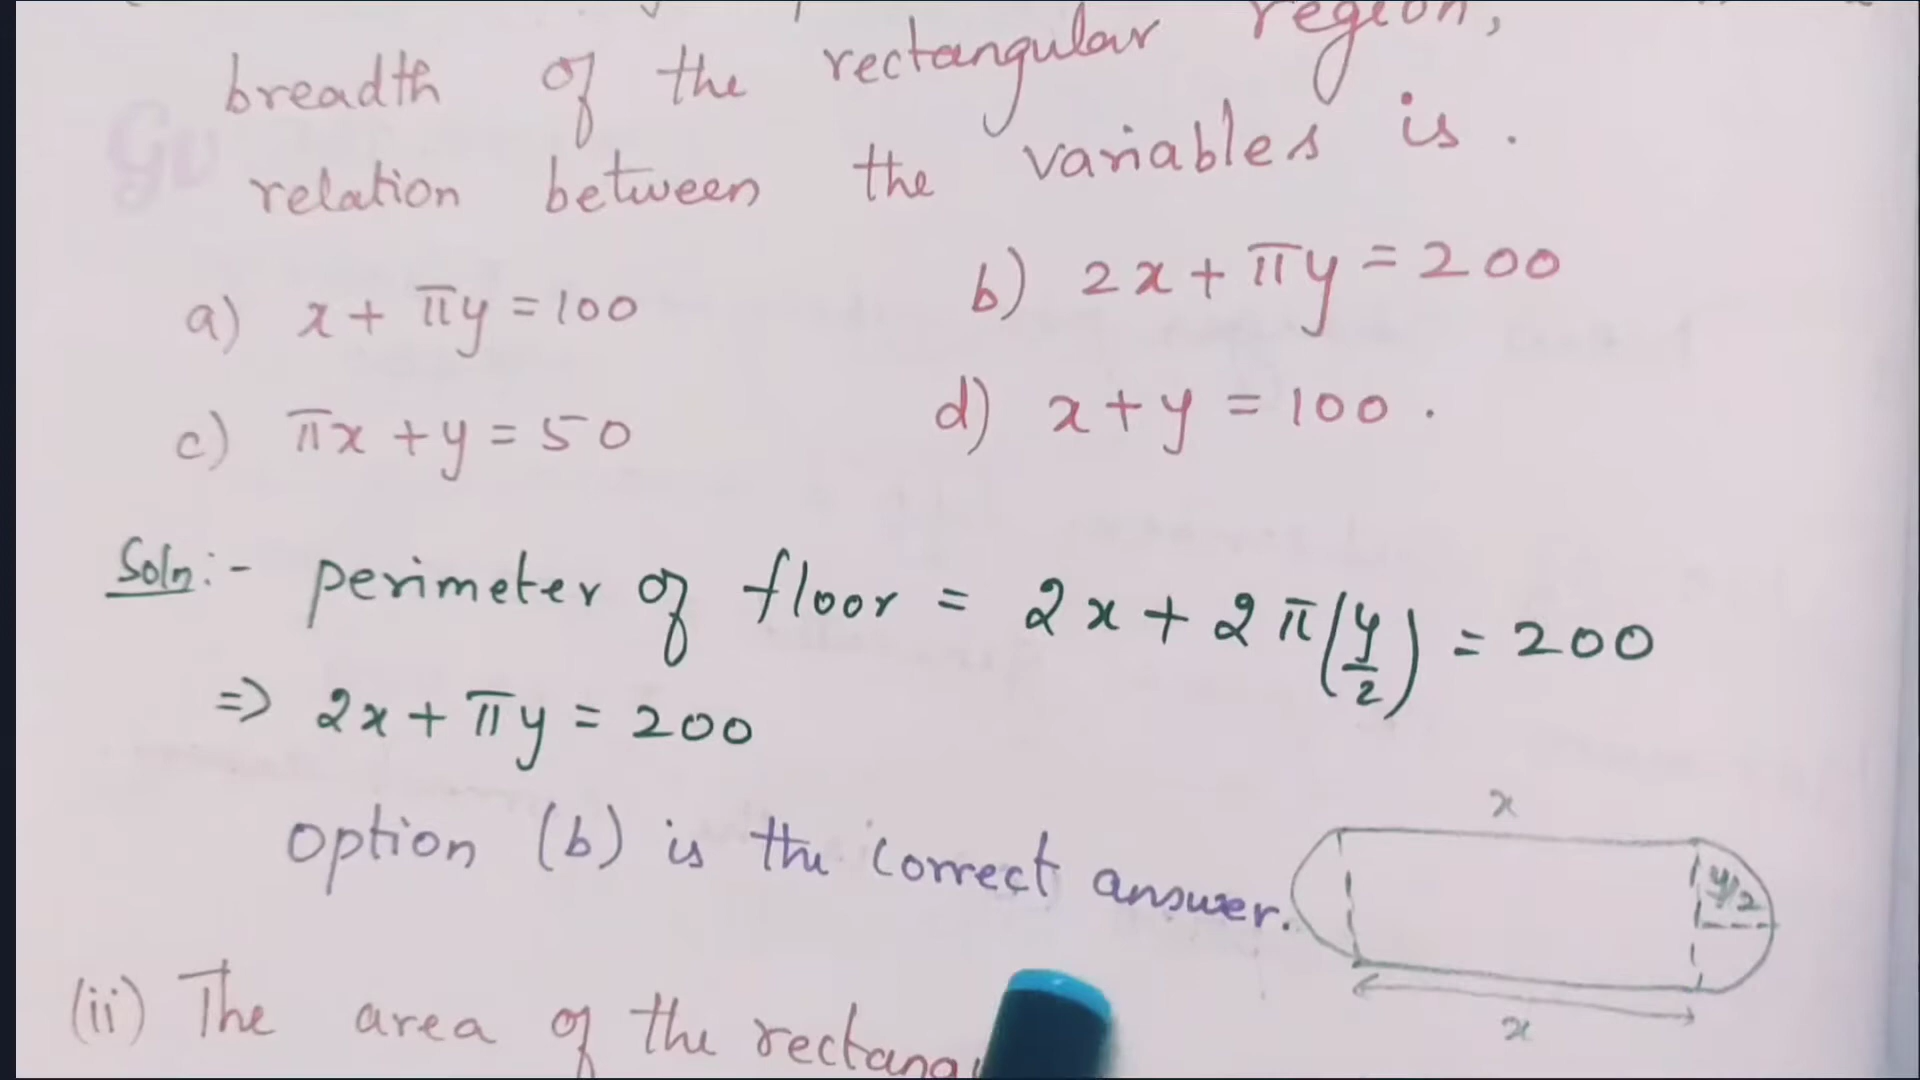 breadth of the rectangular region,
relation between the variables is .
a) x + πy = 100
b) 2x + πy = 200
c) πx + y = 50
d) x + y = 100 .
Soln:- perimeter of floor = 2x + 2π(y/2) = 200
=> 2x + πy = 200
option (b) is the correct answer.
x
y/2
x
(ii) The area of the